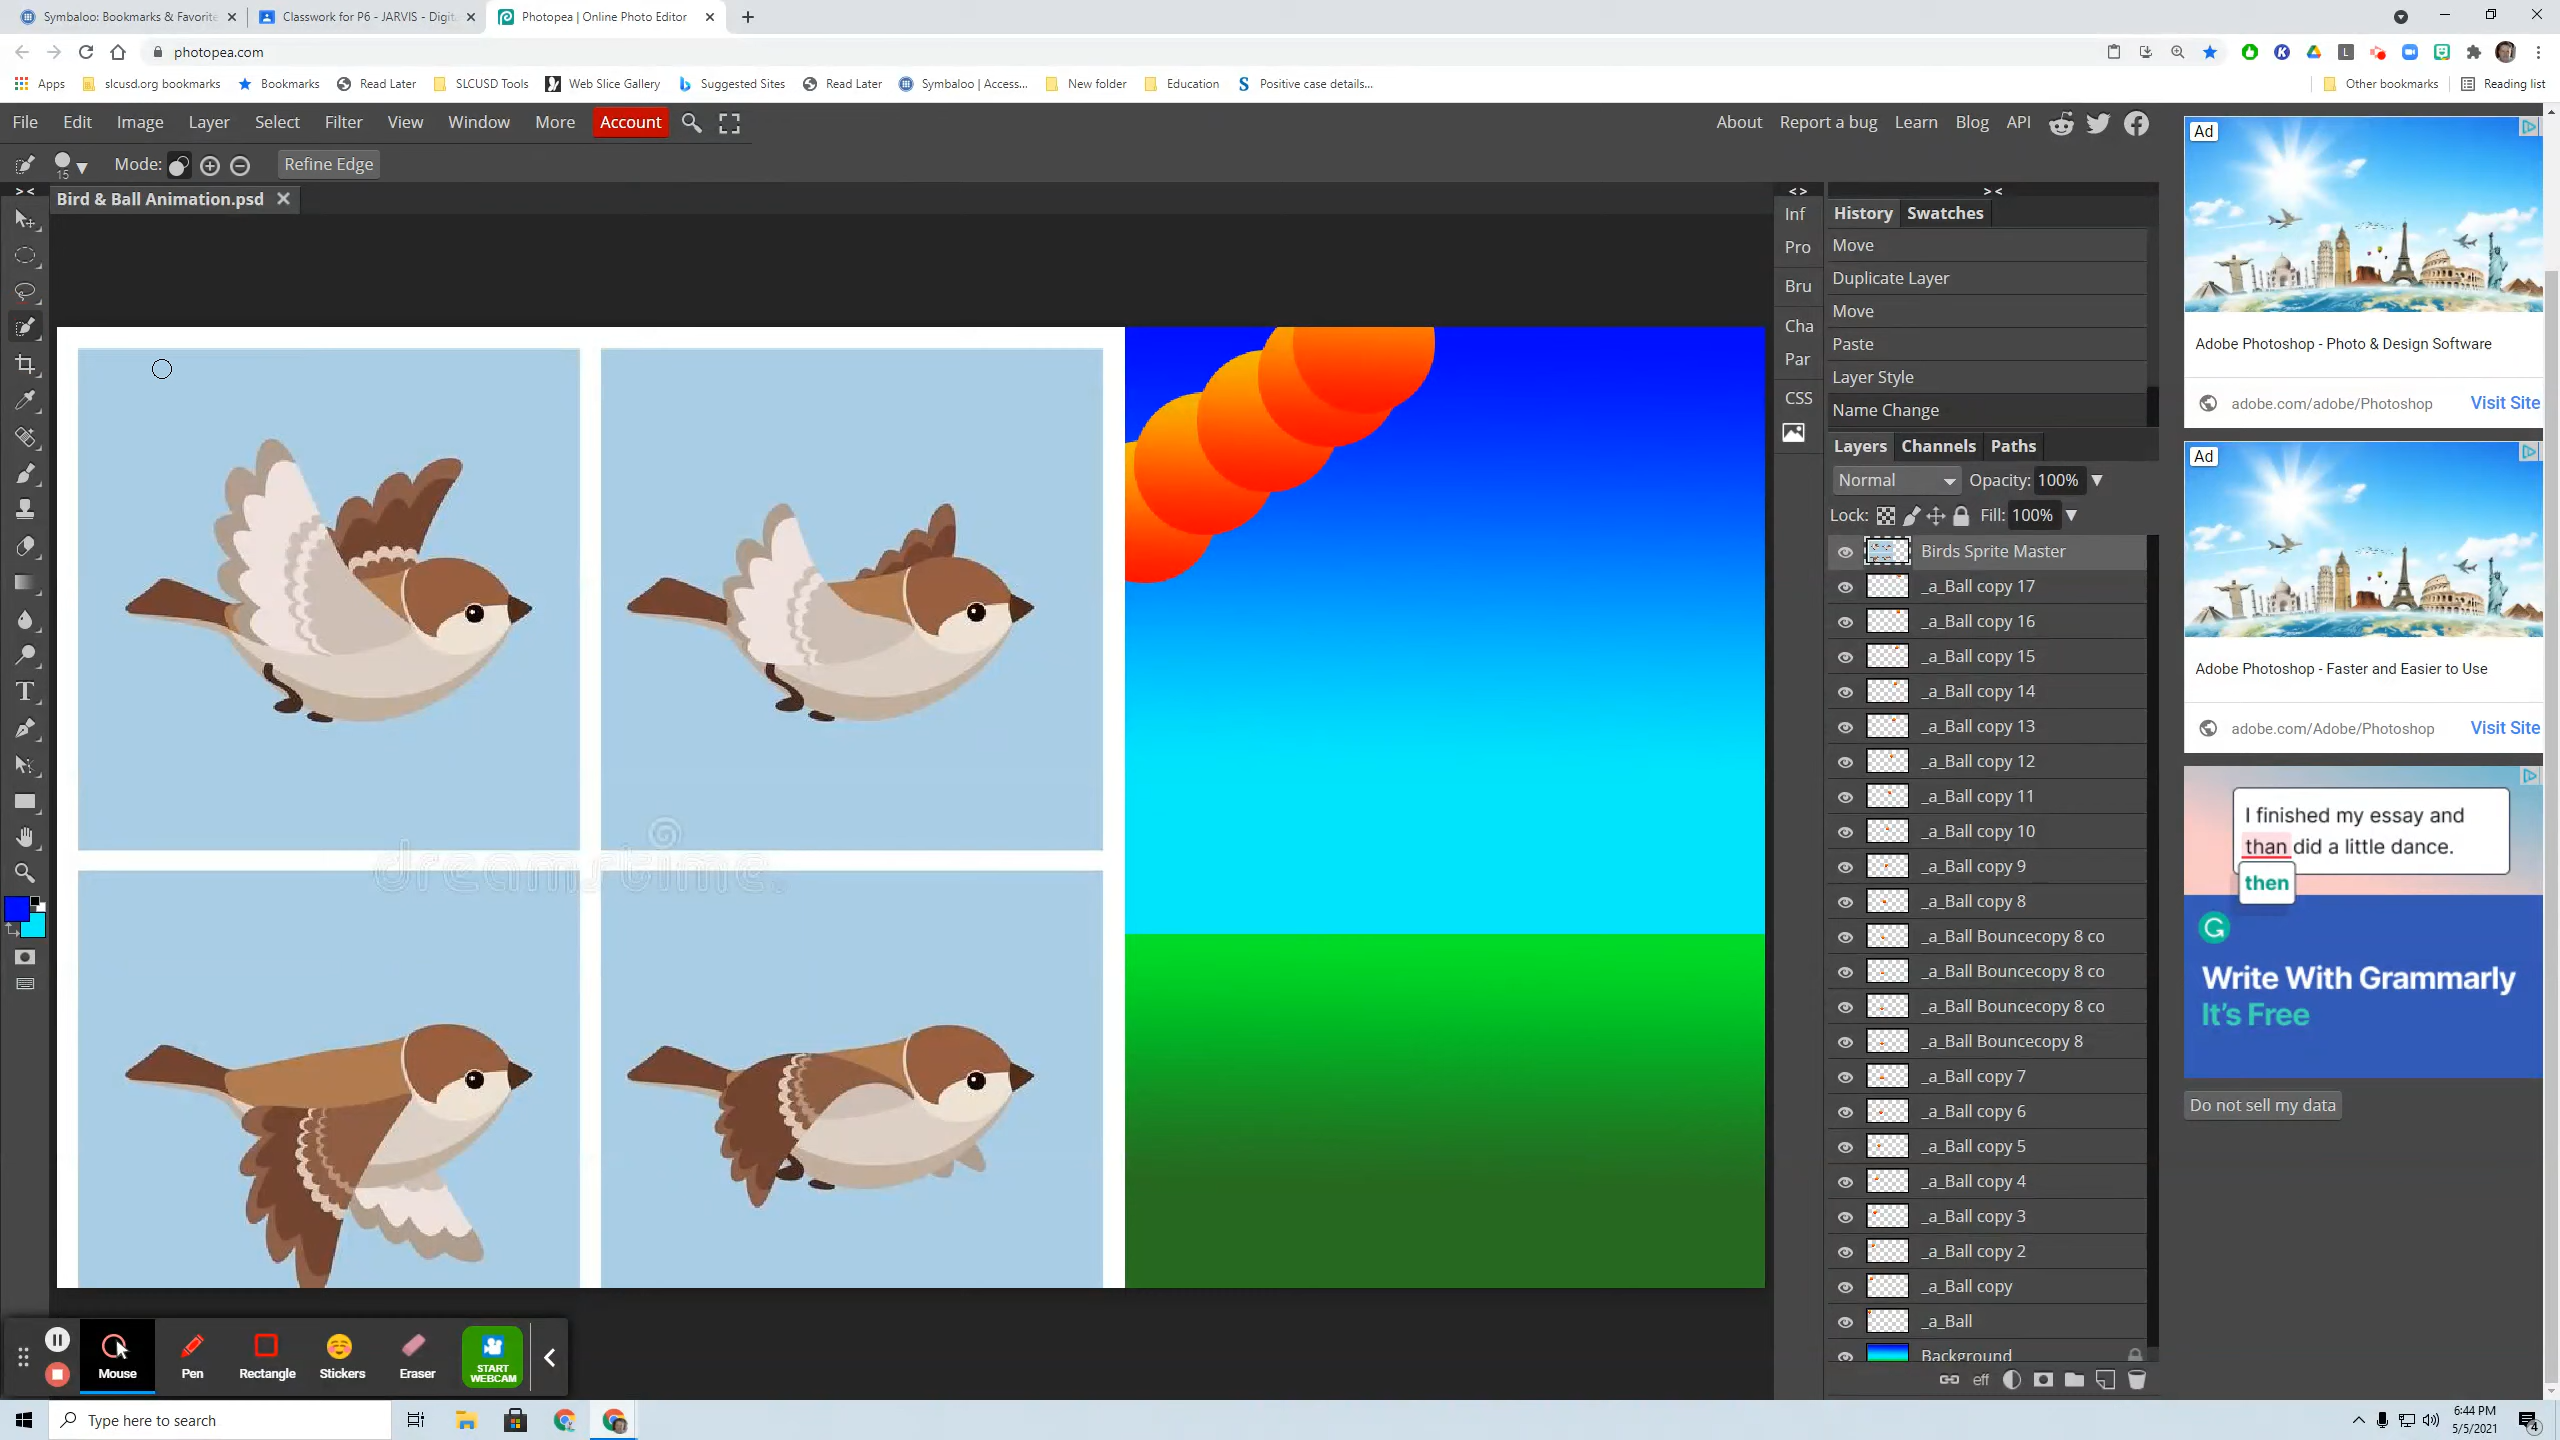 Symbaloo: Bookmarks & Favorite
Classwork for P6 - JARVIS - Digit
Photopea | Online Photo Editor
photopea.com
Apps
slcusd.org bookmarks
Bookmarks
Read Later
SLCUSD Tools
Web Slice Gallery
Suggested Sites
Read Later
Symbaloo | Access...
New folder
Education
Positive case details...
Other bookmarks
Reading list
File
Edit
Image
Layer
Select
Filter
View
Window
More
Account
About
Report a bug
Learn
Blog
API
15
Mode:
Refine Edge
Bird & Ball Animation.psd
dreamstime
Inf
Pro
Bru
Cha
Par
CSS
History
Swatches
Move
Duplicate Layer
Move
Paste
Layer Style
Name Change
Layers
Channels
Paths
Normal
Opacity: 100%
Lock:
Fill: 100%
Birds Sprite Master
_a_Ball copy 17
_a_Ball copy 16
_a_Ball copy 15
_a_Ball copy 14
_a_Ball copy 13
_a_Ball copy 12
_a_Ball copy 11
_a_Ball copy 10
_a_Ball copy 9
_a_Ball copy 8
_a_Ball Bouncecopy 8 co
_a_Ball Bouncecopy 8 co
_a_Ball Bouncecopy 8 co
_a_Ball Bouncecopy 8
_a_Ball copy 7
_a_Ball copy 6
_a_Ball copy 5
_a_Ball copy 4
_a_Ball copy 3
_a_Ball copy 2
_a_Ball copy
_a_Ball
Background
eff
Ad
Adobe Photoshop - Photo & Design Software
adobe.com/adobe/Photoshop
Visit Site
Ad
Adobe Photoshop - Faster and Easier to Use
adobe.com/Adobe/Photoshop
Visit Site
I finished my essay and
than did a little dance.
then
Write With Grammarly
It's Free
Do not sell my data
Mouse
Pen
Rectangle
Stickers
Eraser
START
WEBCAM
Type here to search
6:44 PM
5/5/2021
4